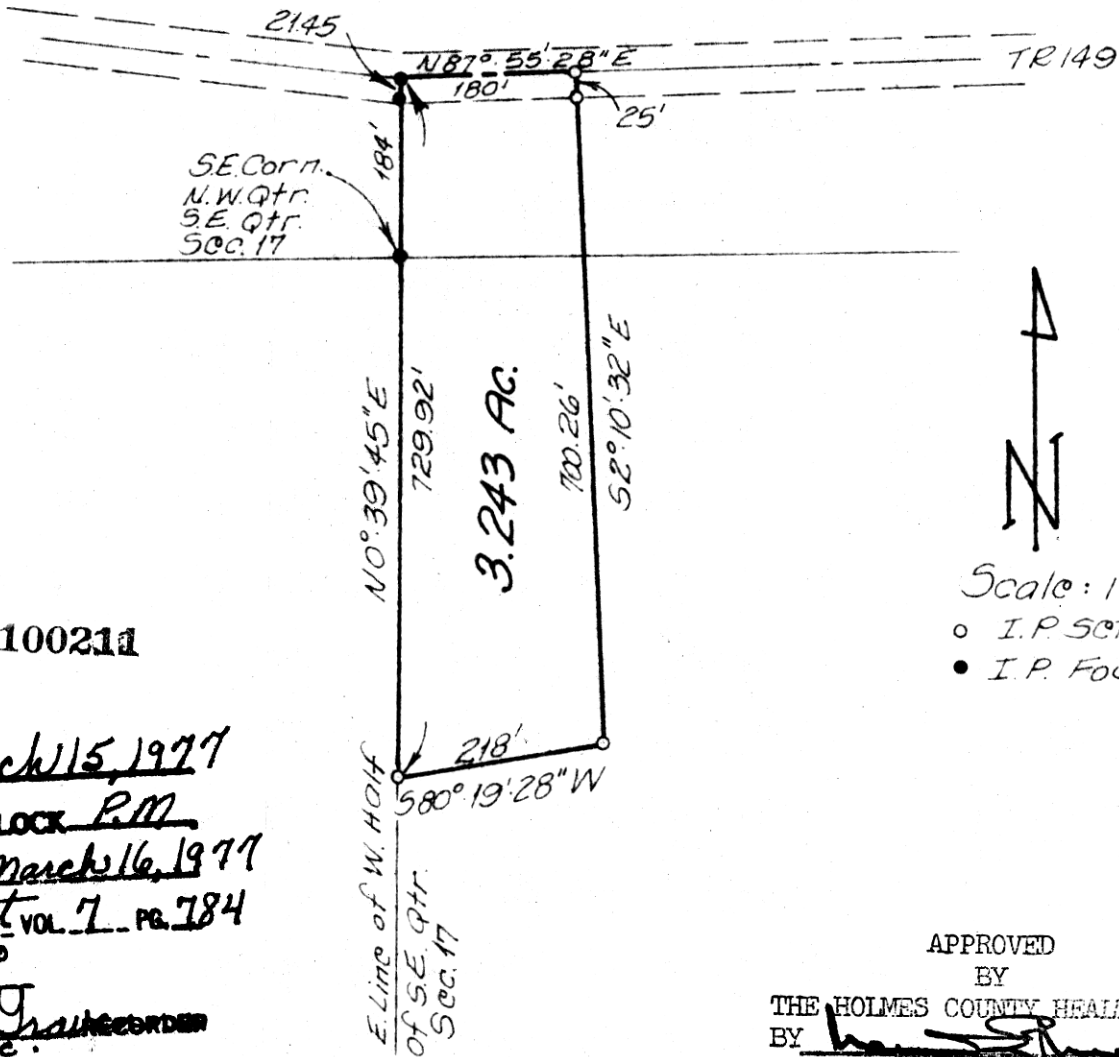 21.45
N87°55'28"E
TR 149
180'
25'
184'
S.E. Corn.
N.W. Qtr.
S.E. Qtr.
Sec. 17
N0°39'45"E
729.92'
3.243 Ac.
700.26'
S2°10'32"E
N
Scale: 1
I.P. Set
I.P. Fou
100211
ch 15, 1977
LOCK P.M.
March 16, 1977
VOL. 7 PG. 784
RECORDER
218'
S80°19'28"W
E. Line of W. Half
of S.E. Qtr.
Sec. 17
APPROVED
BY
THE HOLMES COUNTY HEAL
BY